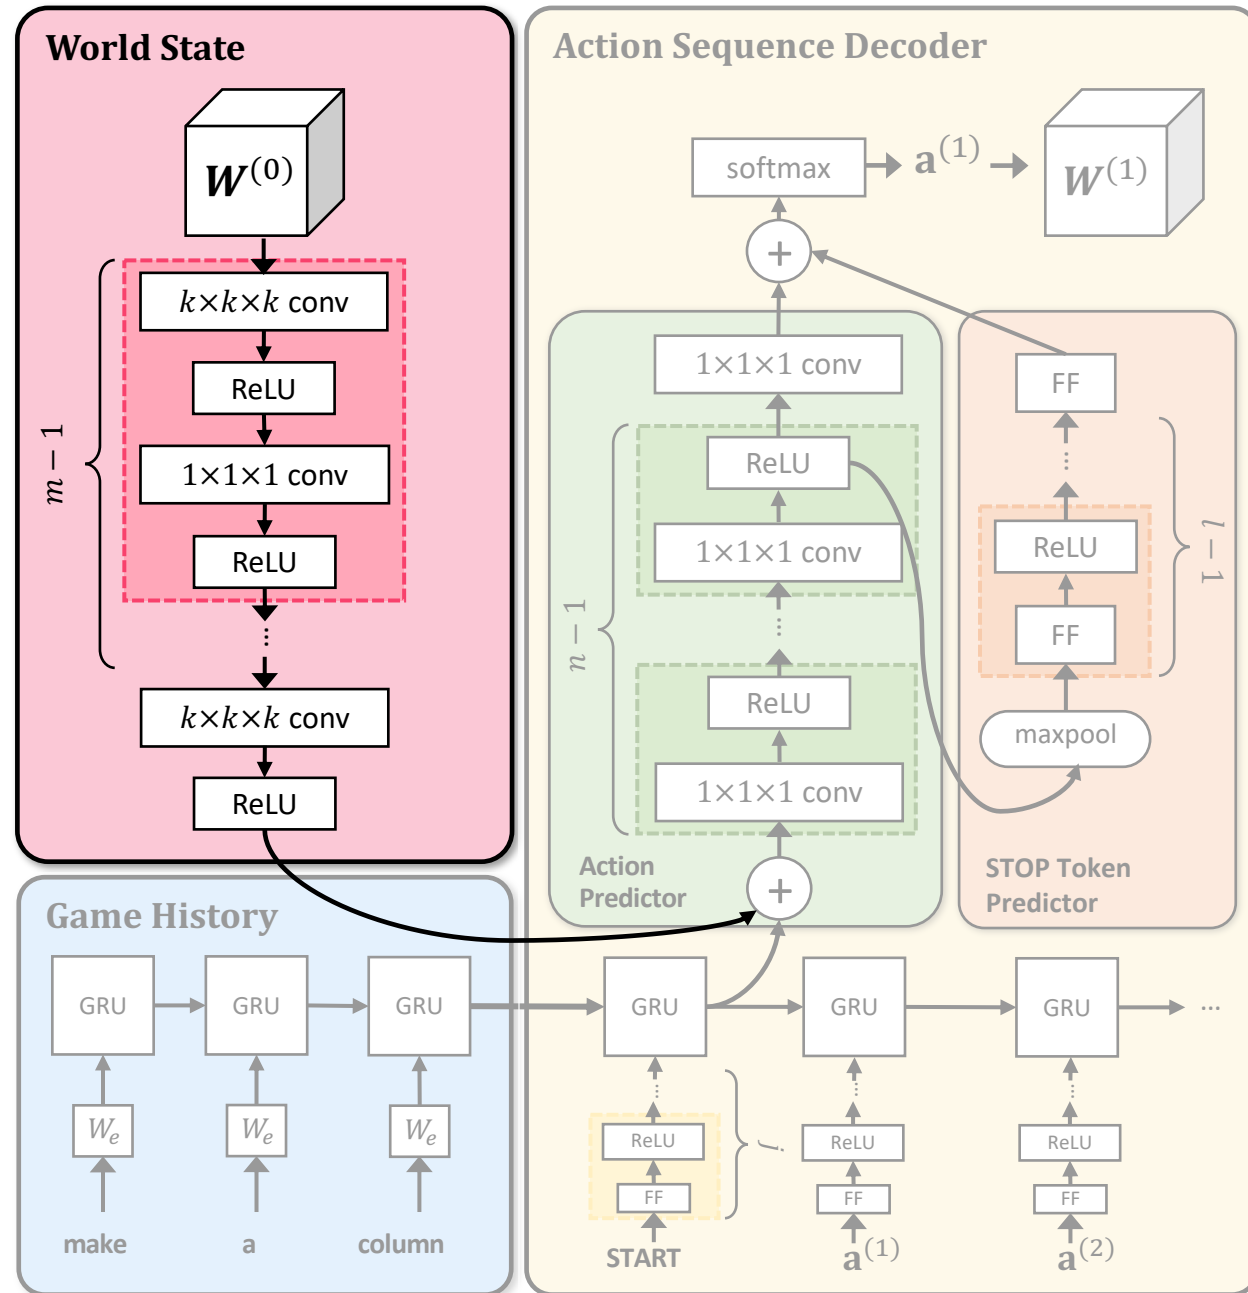 World State
W^(0)
k×k×k conv
ReLU
1×1×1 conv
ReLU
...
m − 1
k×k×k conv
ReLU
Game History
GRU
GRU
GRU
W_e
W_e
W_e
make
a
column
Action Sequence Decoder
softmax
a^(1)
W^(1)
+
1×1×1 conv
ReLU
1×1×1 conv
...
n − 1
ReLU
1×1×1 conv
+
Action
Predictor
FF
...
ReLU
FF
l − 1
maxpool
STOP Token
Predictor
GRU
GRU
GRU
...
...
...
...
ReLU
ReLU
ReLU
j
FF
FF
FF
START
a^(1)
a^(2)